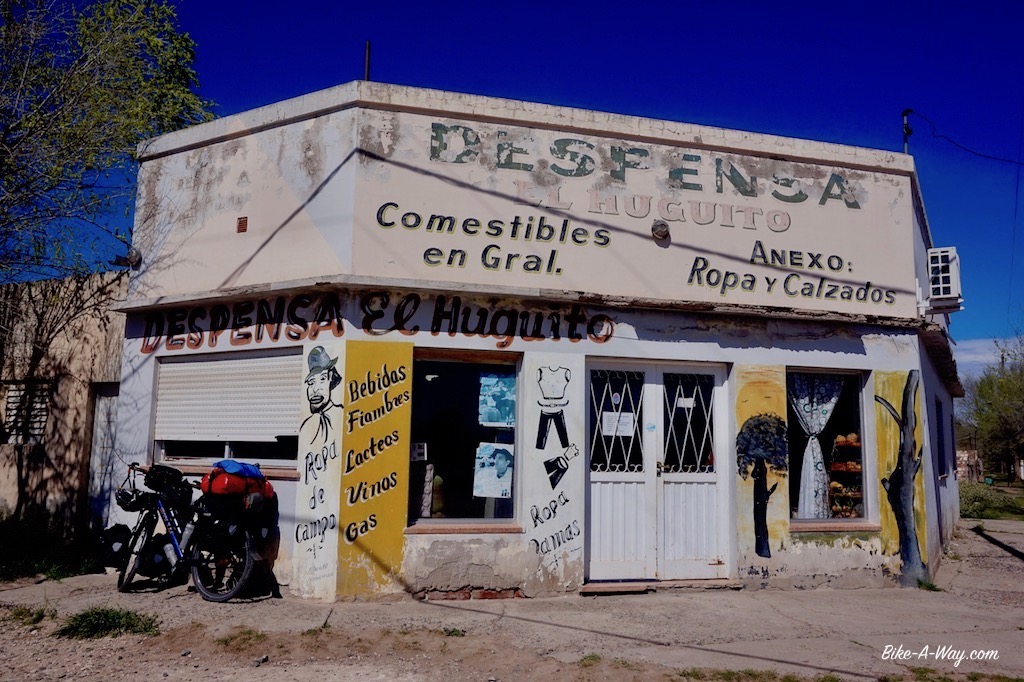 DESPENSA
EL HUGUITO
Comestibles
en Gral.
ANEXO:
Ropa y Calzados
DESPENSA El Huguito
Ropa
de
Campo
Bebidas
Fiambres
Lacteos
Vinos
Gas
Ropa
Damas
Bike-A-Way.com